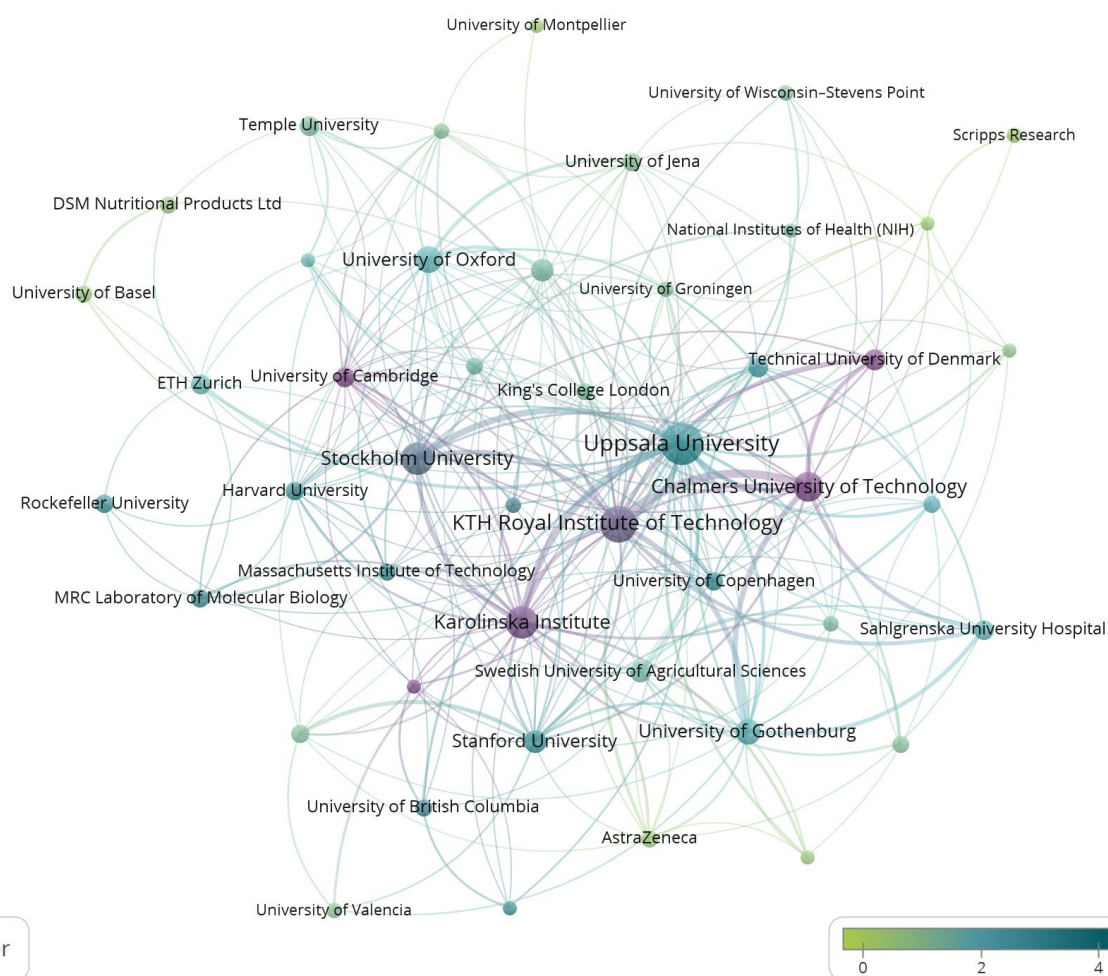 University of Montpellier
University of Wisconsin–Stevens Point
Temple University
Scripps Research
University of Jena
DSM Nutritional Products Ltd
National Institutes of Health (NIH)
University of Oxford
University of Groningen
University of Basel
Technical University of Denmark
ETH Zurich
University of Cambridge
King's College London
Uppsala University
Stockholm University
Chalmers University of Technology
Harvard University
Rockefeller University
KTH Royal Institute of Technology
Massachusetts Institute of Technology
University of Copenhagen
MRC Laboratory of Molecular Biology
Karolinska Institute
Sahlgrenska University Hospital
Swedish University of Agricultural Sciences
University of Gothenburg
Stanford University
University of British Columbia
AstraZeneca
University of Valencia
r
0 2 4